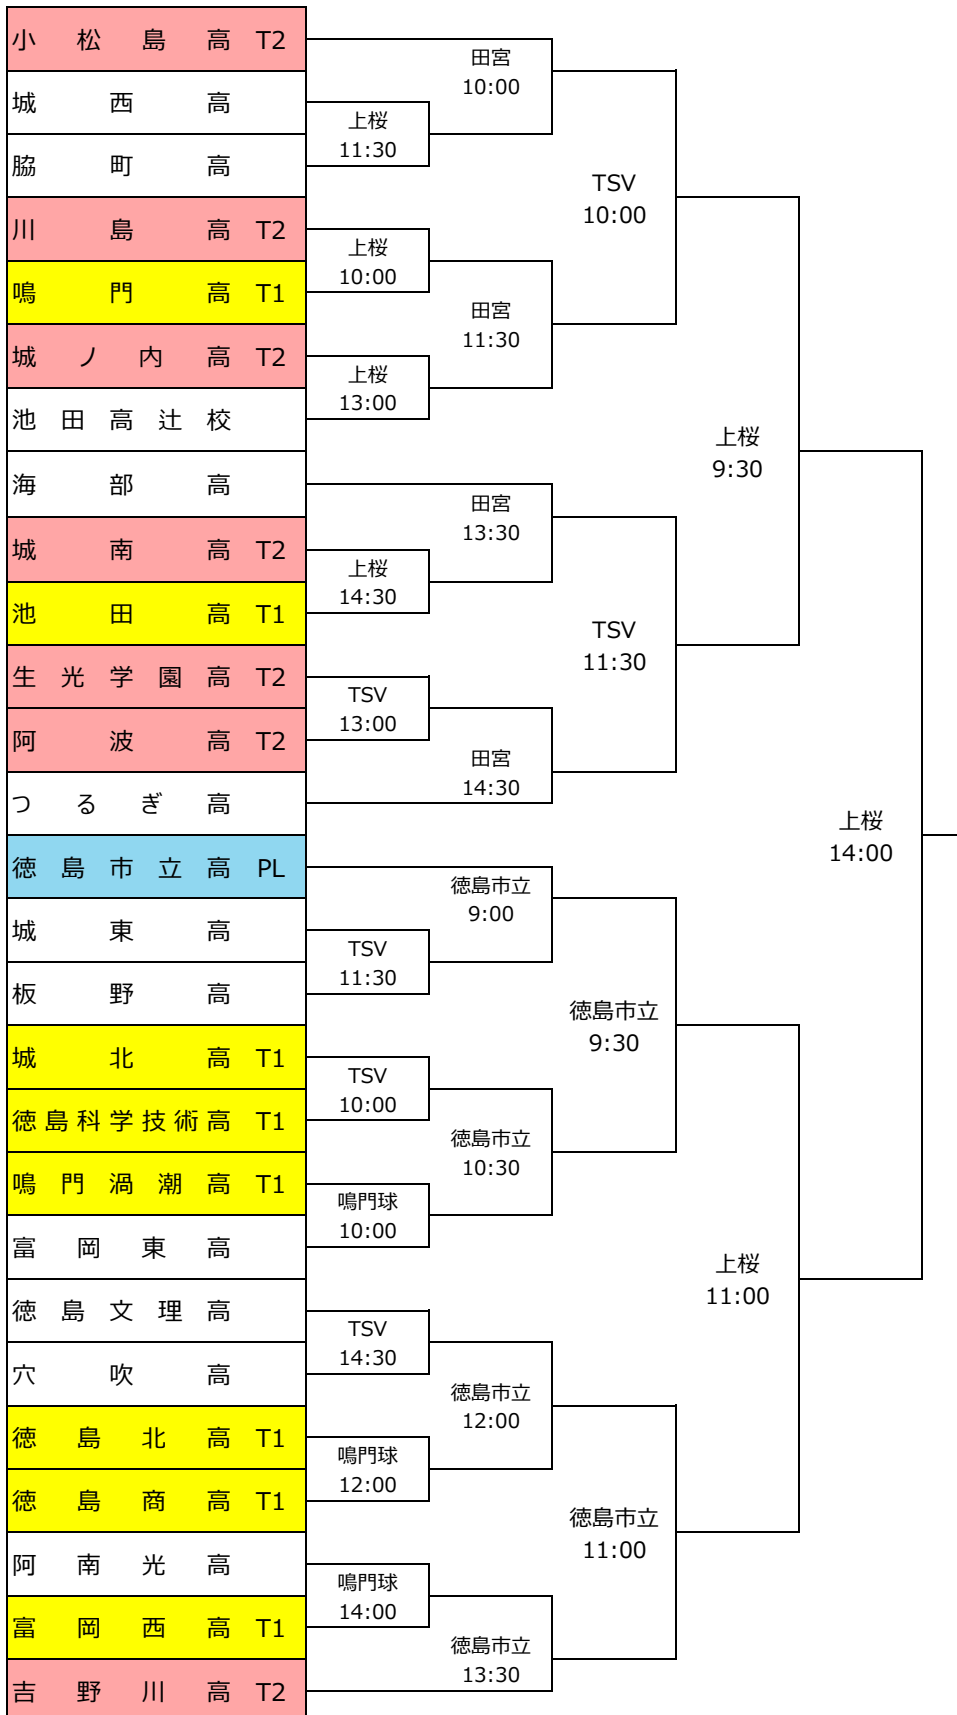 小松島高 T2
城西高
脇町高
川島高 T2
鳴門高 T1
城ノ内高 T2
池田高辻校
海部高
城南高 T2
池田高 T1
生光学園高 T2
阿波高 T2
つるぎ高
徳島市立高 PL
城東高
板野高
城北高 T1
徳島科学技術高 T1
鳴門渦潮高 T1
富岡東高
徳島文理高
穴吹高
徳島北高 T1
徳島商高 T1
阿南光高
富岡西高 T1
吉野川高 T2
上桜
11:30
上桜
10:00
上桜
13:00
上桜
14:30
TSV
13:00
TSV
11:30
TSV
10:00
鳴門球
10:00
TSV
14:30
鳴門球
12:00
鳴門球
14:00
田宮
10:00
田宮
11:30
田宮
13:30
田宮
14:30
徳島市立
9:00
徳島市立
10:30
徳島市立
12:00
徳島市立
13:30
TSV
10:00
TSV
11:30
徳島市立
9:30
徳島市立
11:00
上桜
9:30
上桜
11:00
上桜
14:00